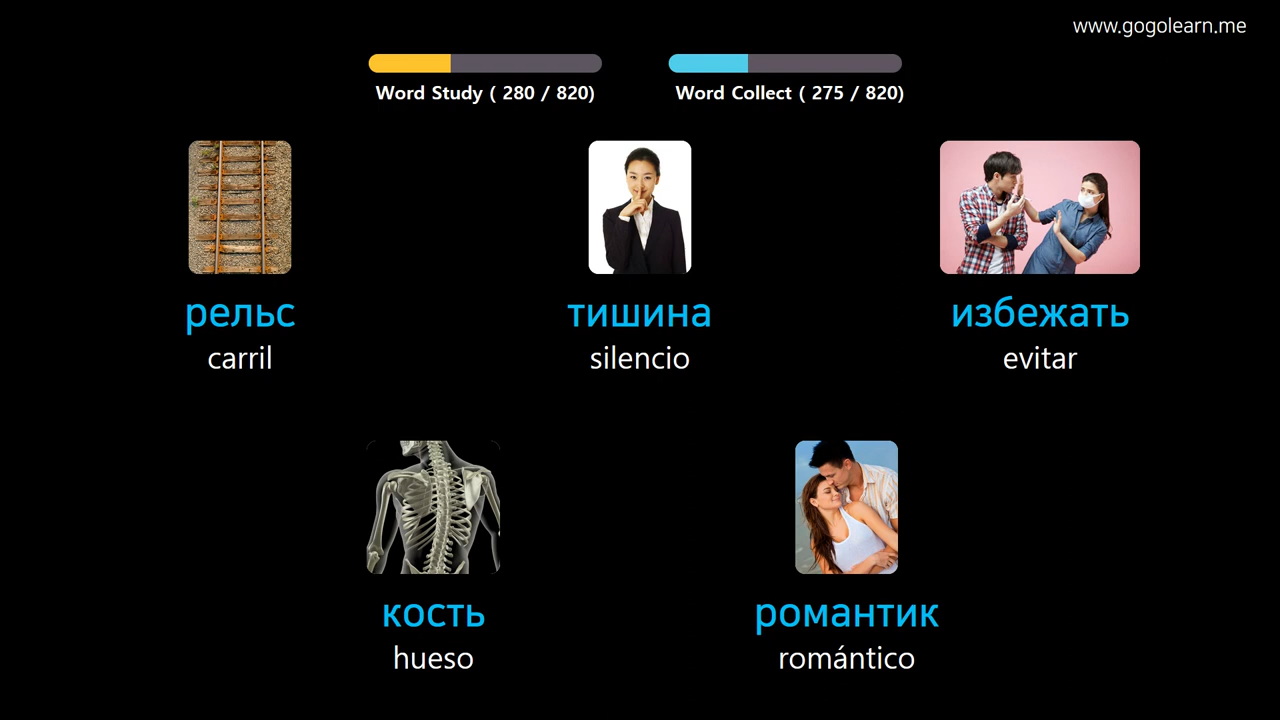 www.gogolearn.me
Word Study ( 280 / 820)
Word Collect ( 275 / 820)
рельс
carril
тишина
silencio
избежать
evitar
кость
hueso
романтик
romántico